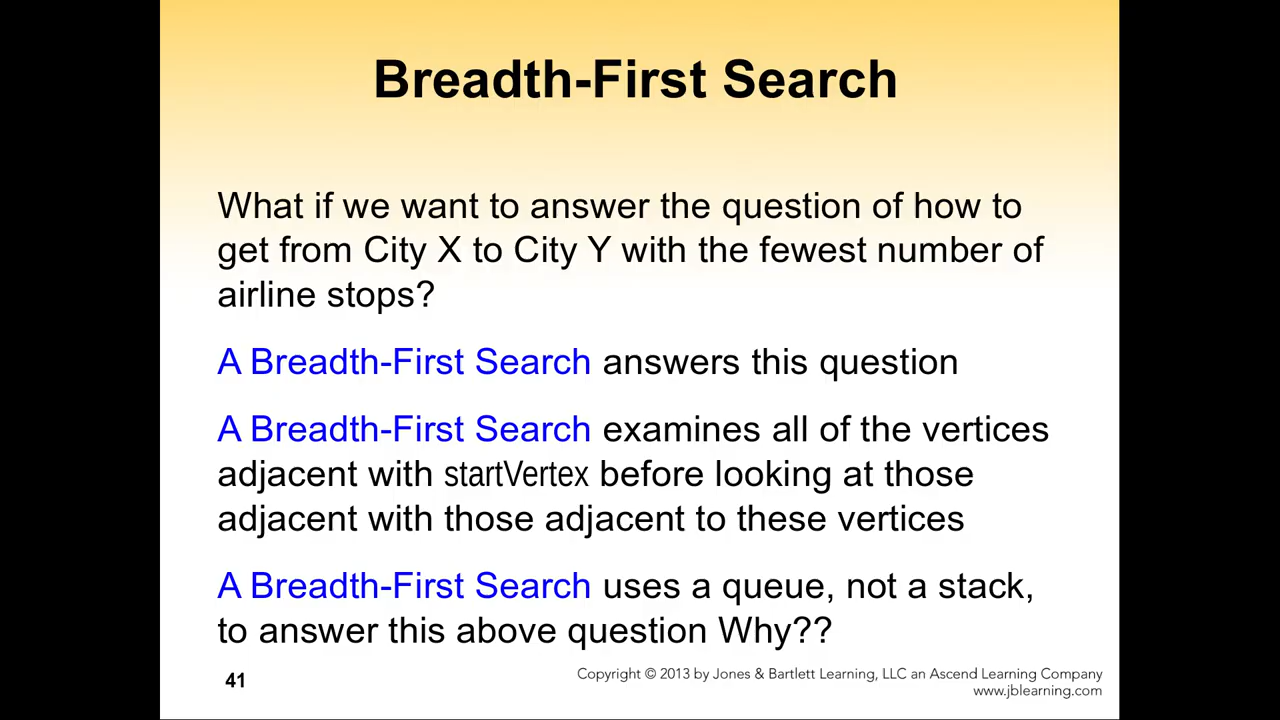 Breadth-First Search
What if we want to answer the question of how to
get from City X to City Y with the fewest number of
airline stops?
A Breadth-First Search answers this question
A Breadth-First Search examines all of the vertices
adjacent with startVertex before looking at those
adjacent with those adjacent to these vertices
A Breadth-First Search uses a queue, not a stack,
to answer this above question Why??
41
Copyright © 2013 by Jones & Bartlett Learning, LLC an Ascend Learning Company
www.jblearning.com